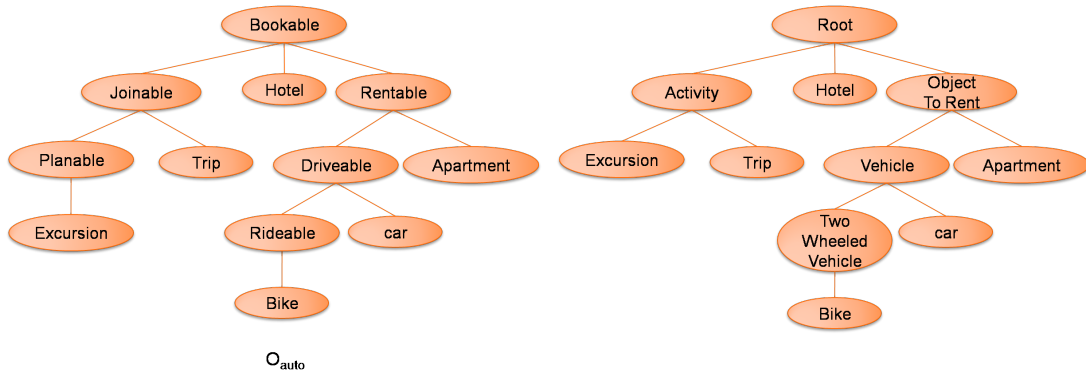 Bookable
Joinable
Hotel
Rentable
Planable
Trip
Driveable
Apartment
Excursion
Rideable
car
Bike
O_auto
Root
Activity
Hotel
Object
To Rent
Excursion
Trip
Vehicle
Apartment
Two
Wheeled
Vehicle
car
Bike